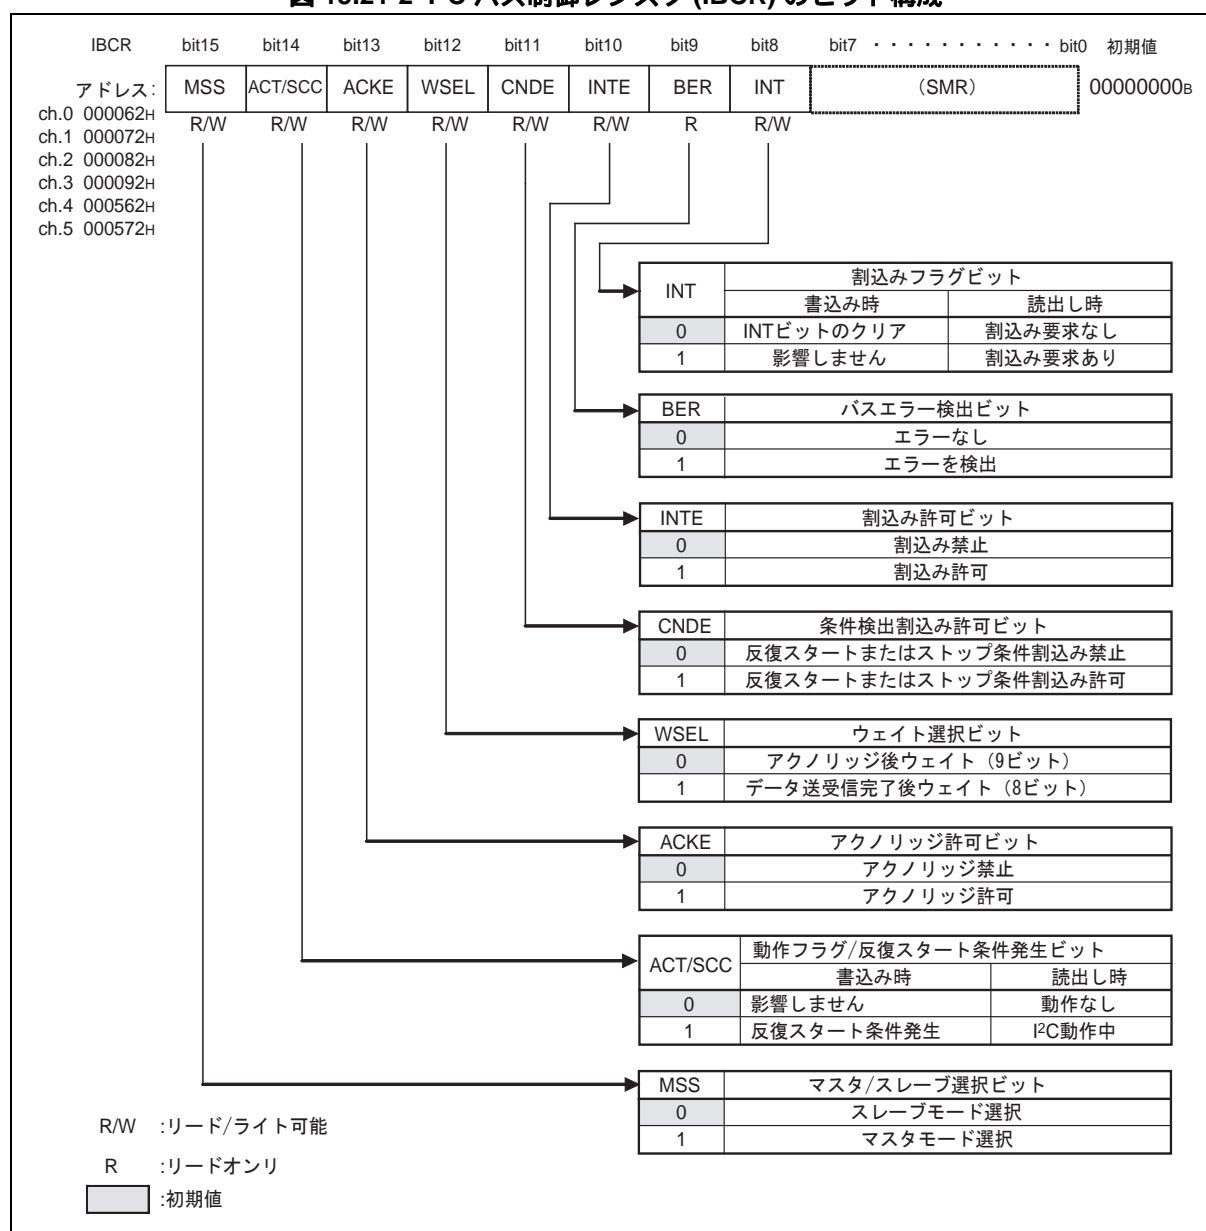 IBCR bit15 bit14 bit13 bit12 bit11 bit10 bit9 bit8 bit7 ・・・・・・・・・・・ bit0 初期値
アドレス: MSS ACT/SCC ACKE WSEL CNDE INTE BER INT (SMR) 00000000B
R/W R/W R/W R/W R/W R/W R R/W
ch.0 000062H
ch.1 000072H
ch.2 000082H
ch.3 000092H
ch.4 000562H
ch.5 000572H
INT 割込みフラグビット
書込み時 読出し時
0 INTビットのクリア 割込み要求なし
1 影響しません 割込み要求あり
BER バスエラー検出ビット
0 エラーなし
1 エラーを検出
INTE 割込み許可ビット
0 割込み禁止
1 割込み許可
CNDE 条件検出割込み許可ビット
0 反復スタートまたはストップ条件割込み禁止
1 反復スタートまたはストップ条件割込み許可
WSEL ウェイト選択ビット
0 アクノリッジ後ウェイト (9ビット)
1 データ送受信完了後ウェイト (8ビット)
ACKE アクノリッジ許可ビット
0 アクノリッジ禁止
1 アクノリッジ許可
ACT/SCC 動作フラグ/反復スタート条件発生ビット
書込み時 読出し時
0 影響しません 動作なし
1 反復スタート条件発生 I²C動作中
MSS マスタ/スレーブ選択ビット
0 スレーブモード選択
1 マスタモード選択
R/W :リード/ライト可能
R :リードオンリ
:初期値